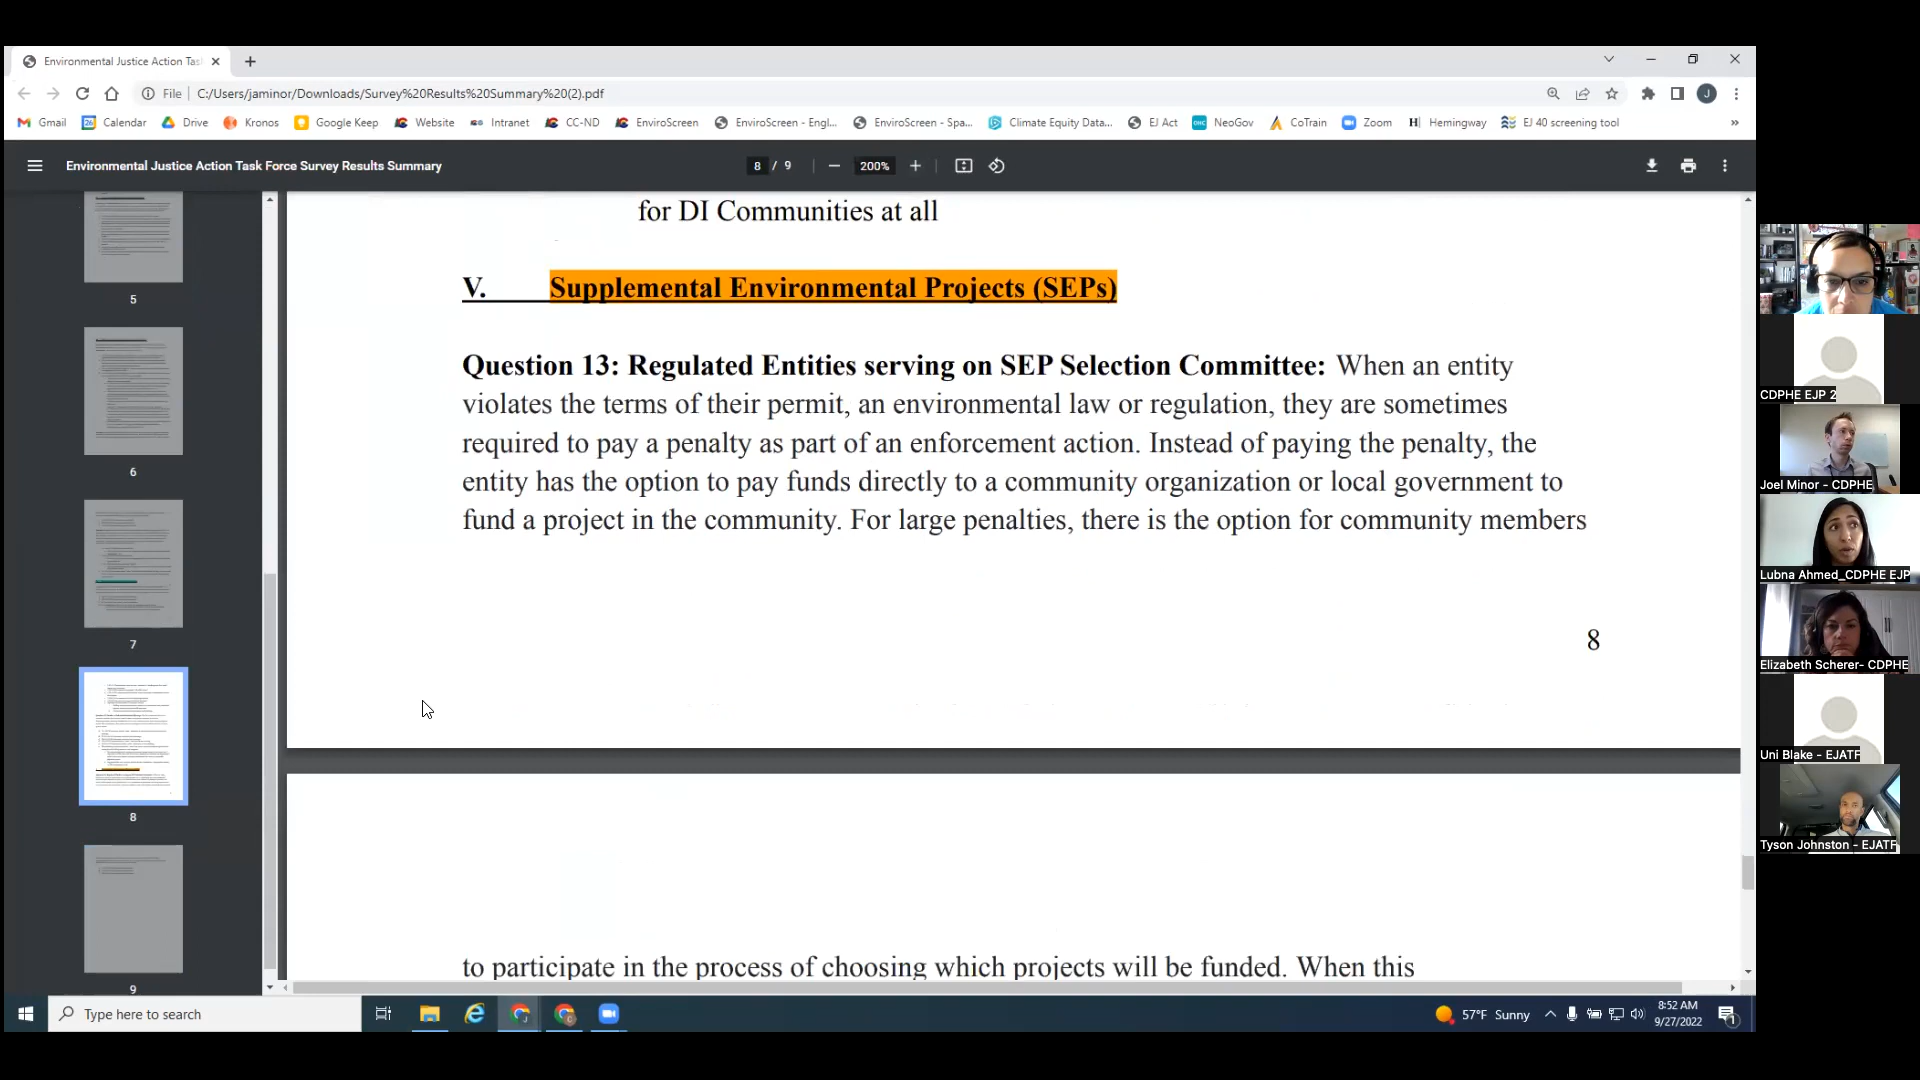 Environmental Justice Action Tas
File
C:/Users/jaminor/Downloads/Survey%20Results%20Summary%20(2).pdf
J
Gmail
26 Calendar
Drive
Kronos
Google Keep
Website
Intranet
CC-ND
EnviroScreen
EnviroScreen - Engl...
EnviroScreen - Spa...
Climate Equity Data...
EJ Act
NeoGov
CoTrain
Zoom
Hemingway
EJ 40 screening tool
»
Environmental Justice Action Task Force Survey Results Summary
8 / 9
200%
5
6
7
8
9
for DI Communities at all
V. Supplemental Environmental Projects (SEPs)
Question 13: Regulated Entities serving on SEP Selection Committee: When an entity
violates the terms of their permit, an environmental law or regulation, they are sometimes
required to pay a penalty as part of an enforcement action. Instead of paying the penalty, the
entity has the option to pay funds directly to a community organization or local government to
fund a project in the community. For large penalties, there is the option for community members
8
to participate in the process of choosing which projects will be funded. When this
CDPHE EJP 2
Joel Minor - CDPHE
Lubna Ahmed_CDPHE EJP
Elizabeth Scherer- CDPHE
Uni Blake - EJATF
Tyson Johnston - EJATF
Type here to search
57°F Sunny
8:52 AM
9/27/2022
1